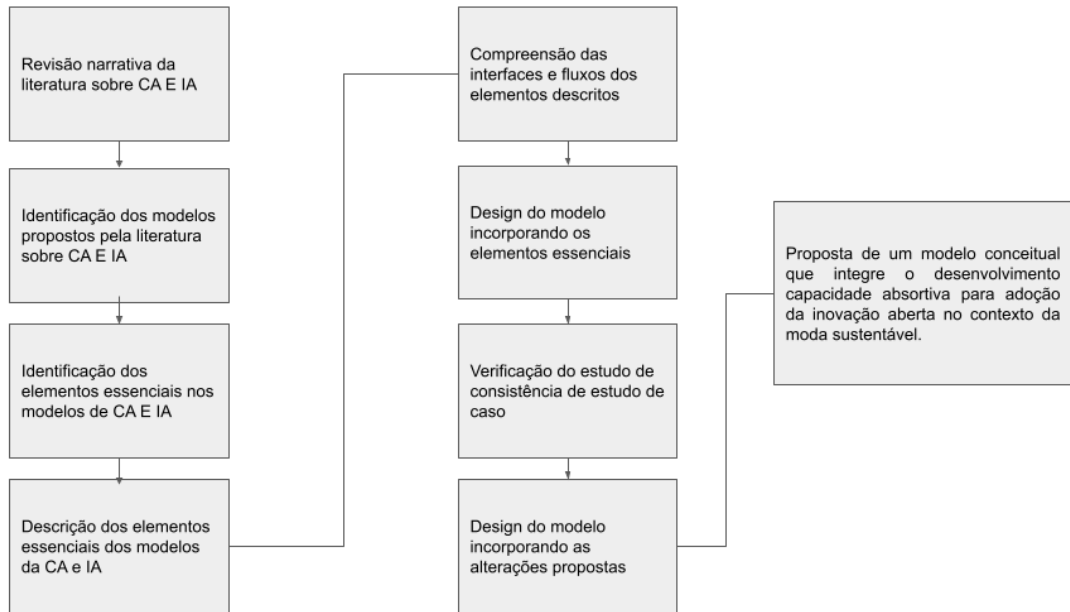 Revisão narrativa da
literatura sobre CA E IA
Identificação dos modelos
propostos pela literatura
sobre CA E IA
Identificação dos
elementos essenciais nos
modelos de CA E IA
Descrição dos elementos
essenciais dos modelos
da CA e IA
Compreensão das
interfaces e fluxos dos
elementos descritos
Design do modelo
incorporando os
elementos essenciais
Verificação do estudo de
consistência de estudo de
caso
Design do modelo
incorporando as
alterações propostas
Proposta de um modelo conceitual
que integre o desenvolvimento
capacidade absortiva para adoção
da inovação aberta no contexto da
moda sustentável.